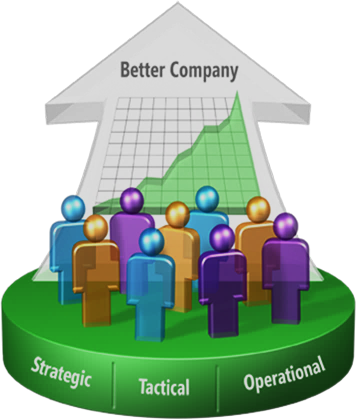 Better Company
Strategic
Tactical
Operational